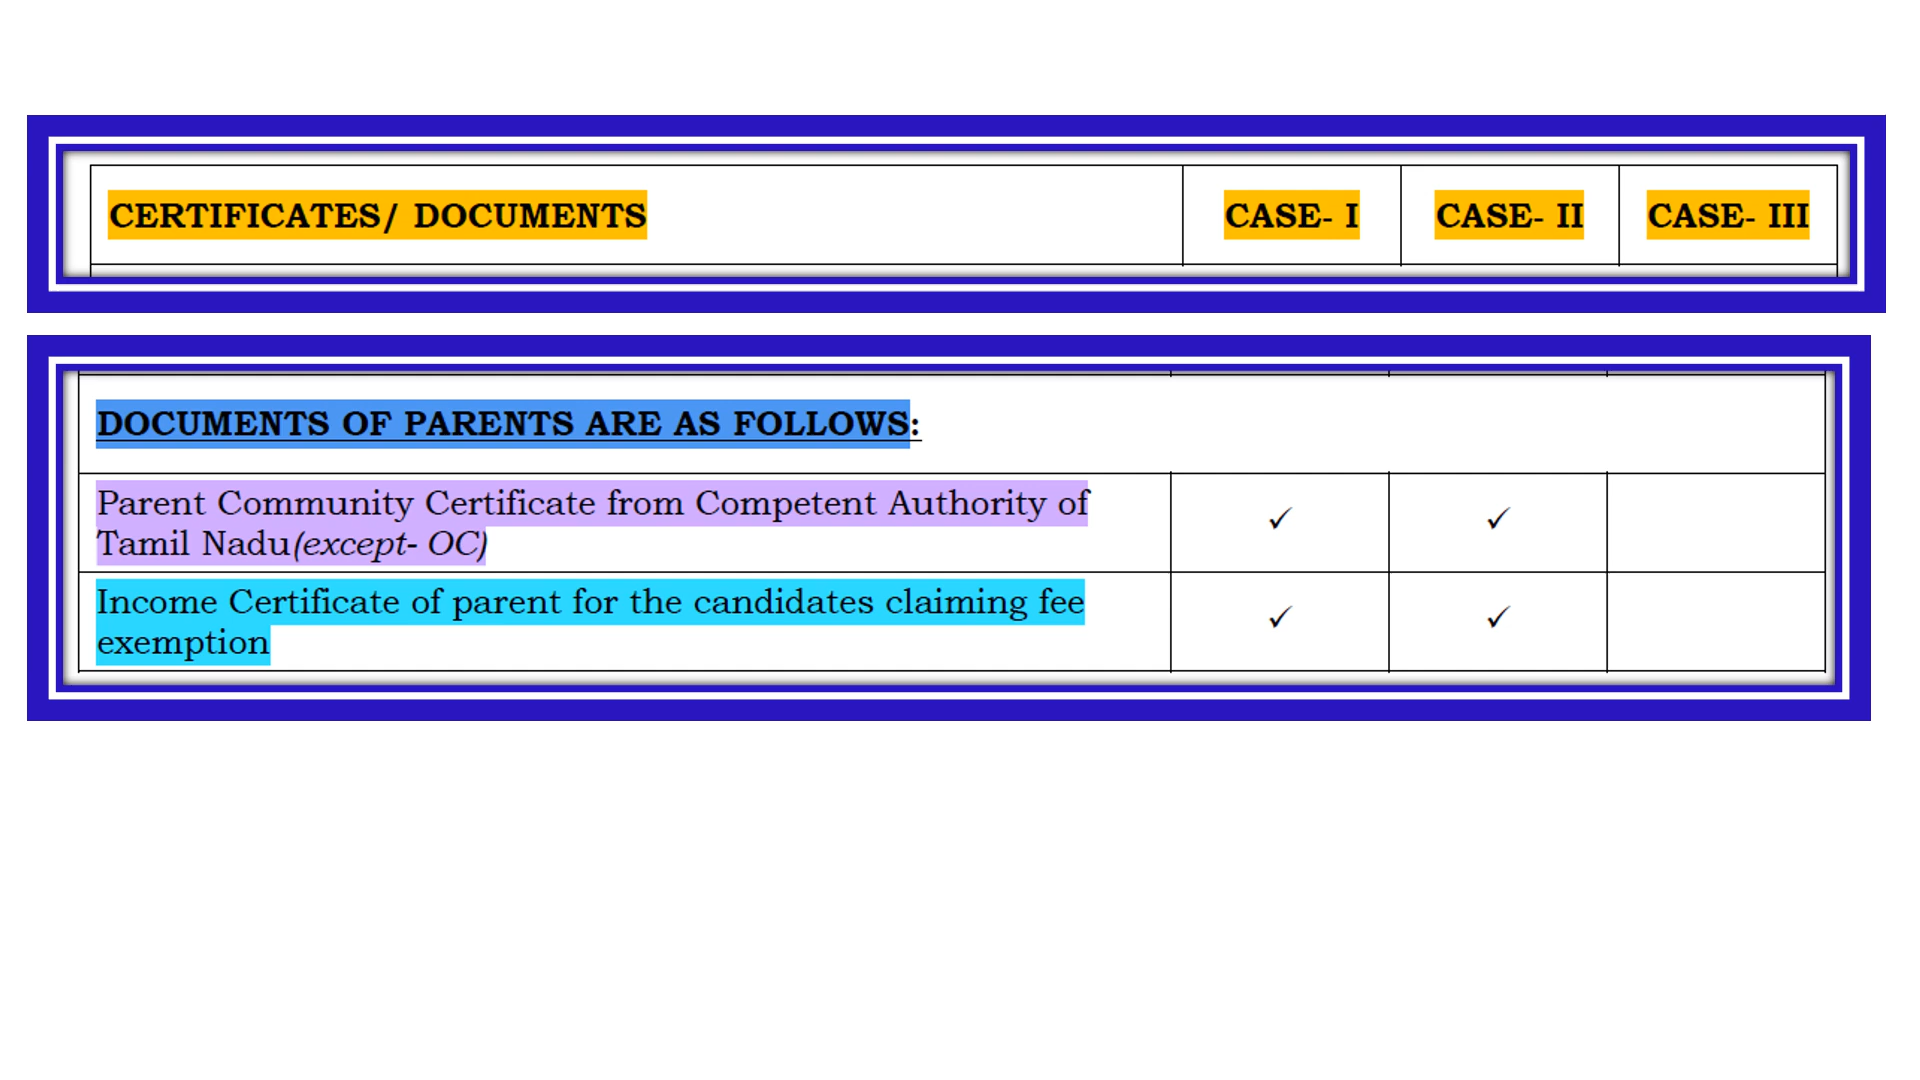 CERTIFICATES/ DOCUMENTS CASE- I CASE- II CASE- III
DOCUMENTS OF PARENTS ARE AS FOLLOWS:
Parent Community Certificate from Competent Authority of
Tamil Nadu(except- OC) ✓ ✓
Income Certificate of parent for the candidates claiming fee
exemption ✓ ✓